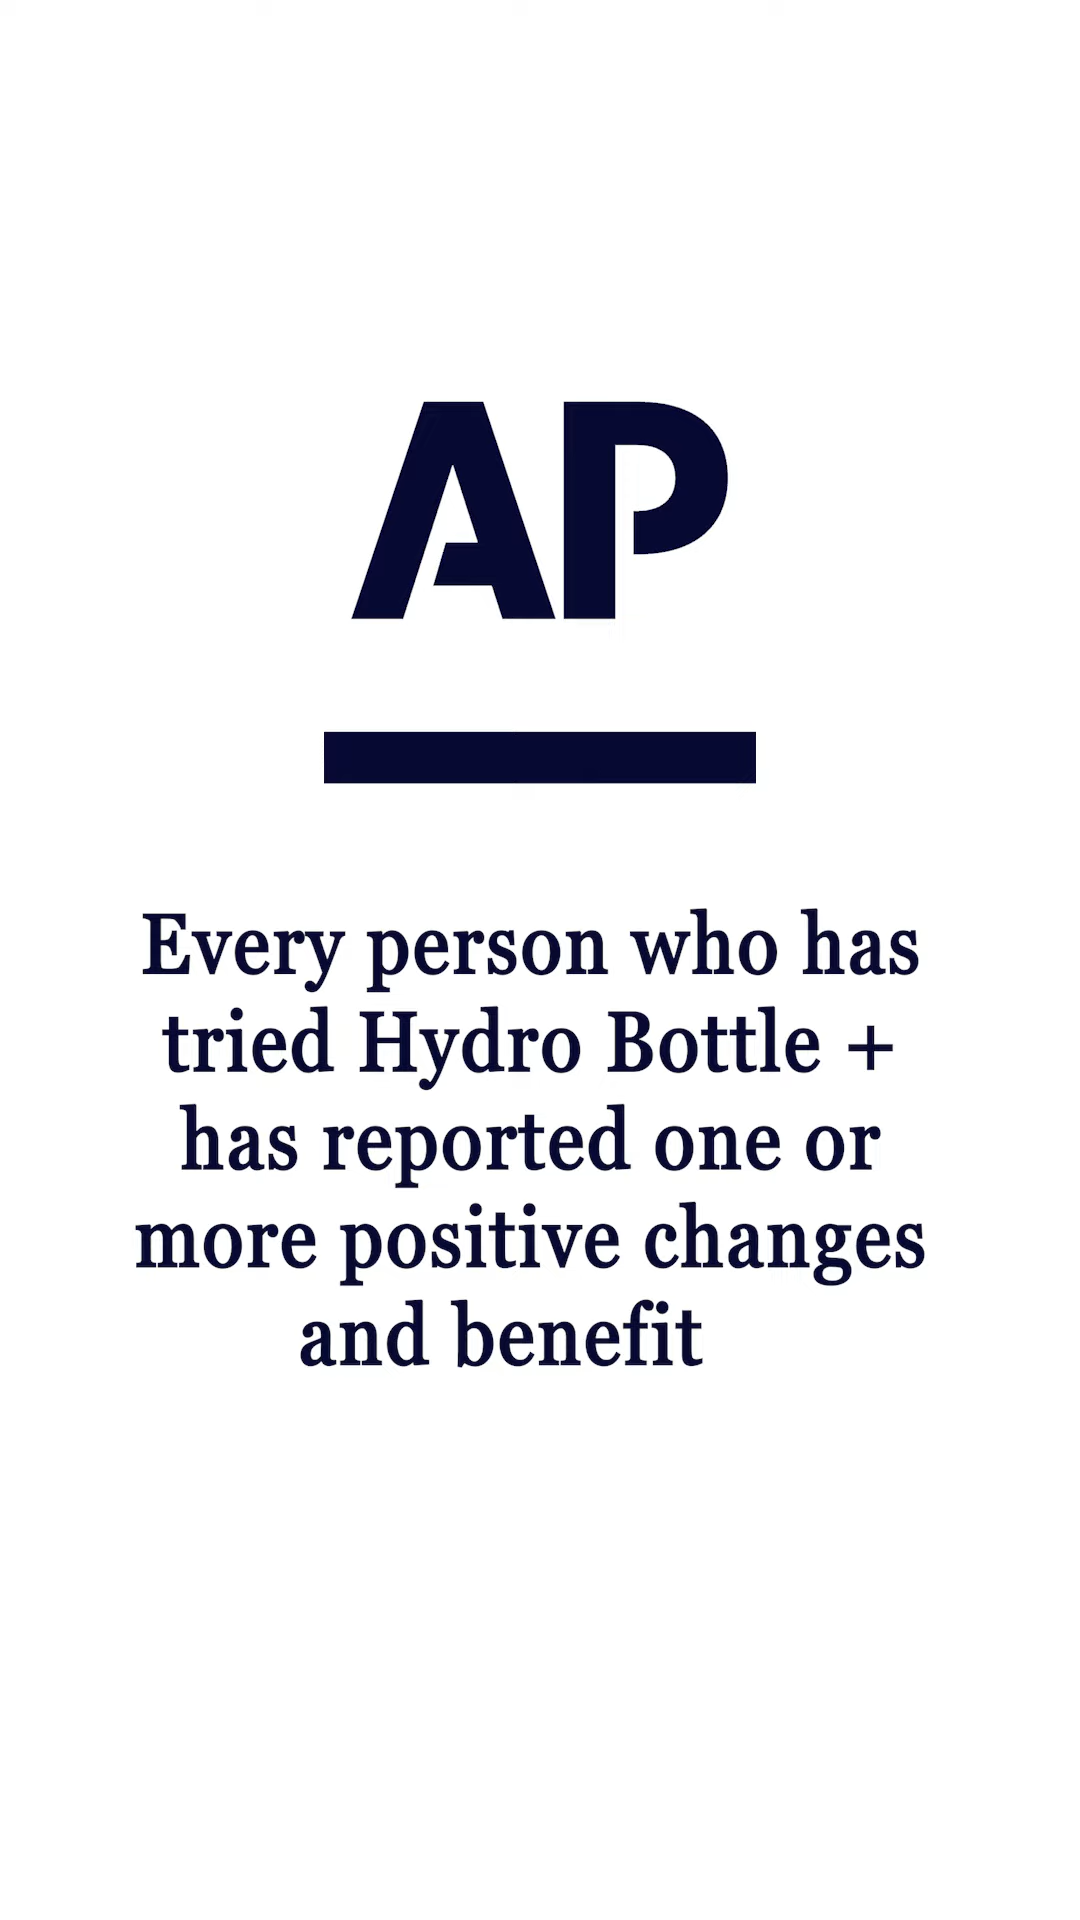 AP
Every person who has
tried Hydro Bottle +
has reported one or
more positive changes
and benefit